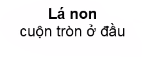 Lá non
cuộn tròn ở đầu